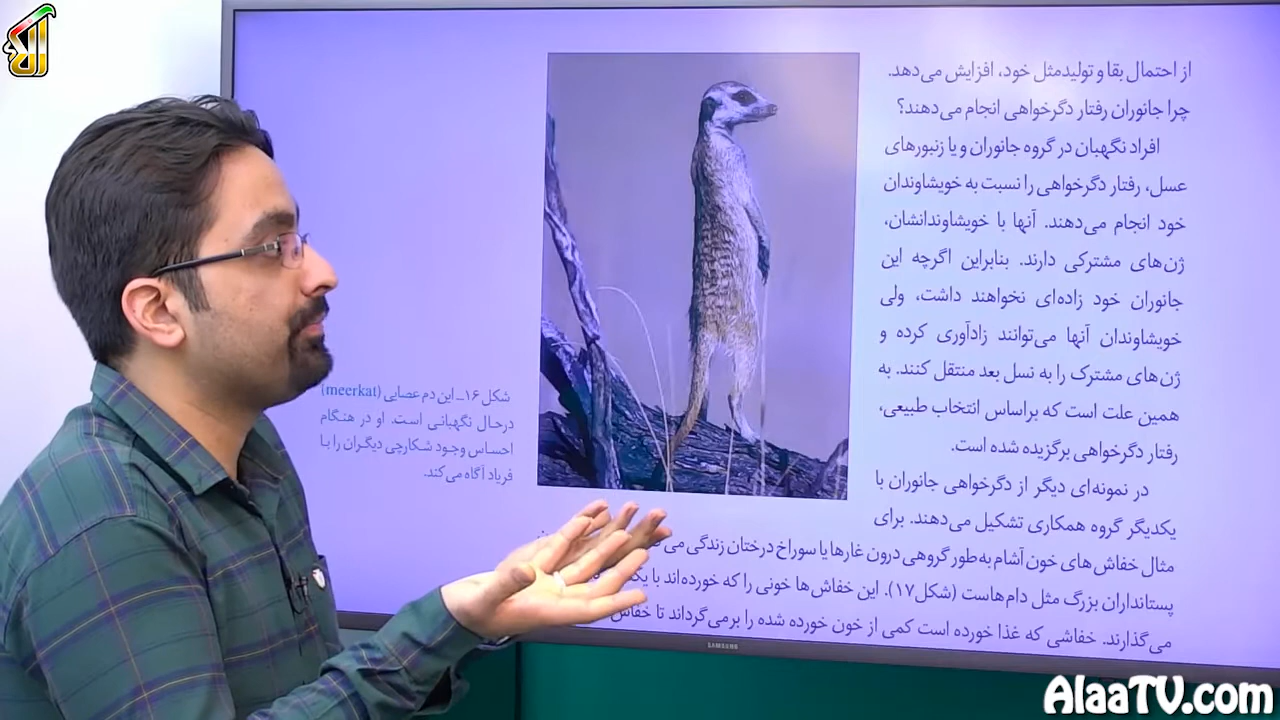 از احتمال بقا و تولیدمثل خود، افزایش می‌دهد.
چرا جانوران رفتار دگرخواهی انجام می‌دهند؟
افراد نگهبان در گروه جانوران و یا زنبورهای
عسل، رفتار دگرخواهی را نسبت به خویشاوندان
خود انجام می‌دهند. آنها با خویشاوندانشان،
ژن‌های مشترکی دارند. بنابراین اگرچه این
جانوران خود زاده‌ای نخواهند داشت، ولی
خویشاوندان آنها می‌توانند زادآوری کرده و
ژن‌های مشترک را به نسل بعد منتقل کنند. به
همین علت است که براساس انتخاب طبیعی،
رفتار دگرخواهی برگزیده شده است.
در نمونه‌ای دیگر از دگرخواهی جانوران با
یکدیگر گروه همکاری تشکیل می‌دهند. برای
مثال خفاش‌های خون‌آشام به‌طور گروهی درون غارها یا سوراخ درختان زندگی می
پستانداران بزرگ مثل دام‌هاست (شکل ۱۷). این خفاش‌ها خونی را که خورده‌اند با
می‌گذارند. خفاشی که غذا خورده است کمی از خون خورده شده را برمی‌گرداند تا
شکل ۱۶ـ این دم عصایی (meerkat)
درحال نگهبانی است. او در هنگام
احساس وجود شکارچی دیگران را با
فریاد آگاه می‌کند.
SAMSUNG
آلاء
AlaaTV.com